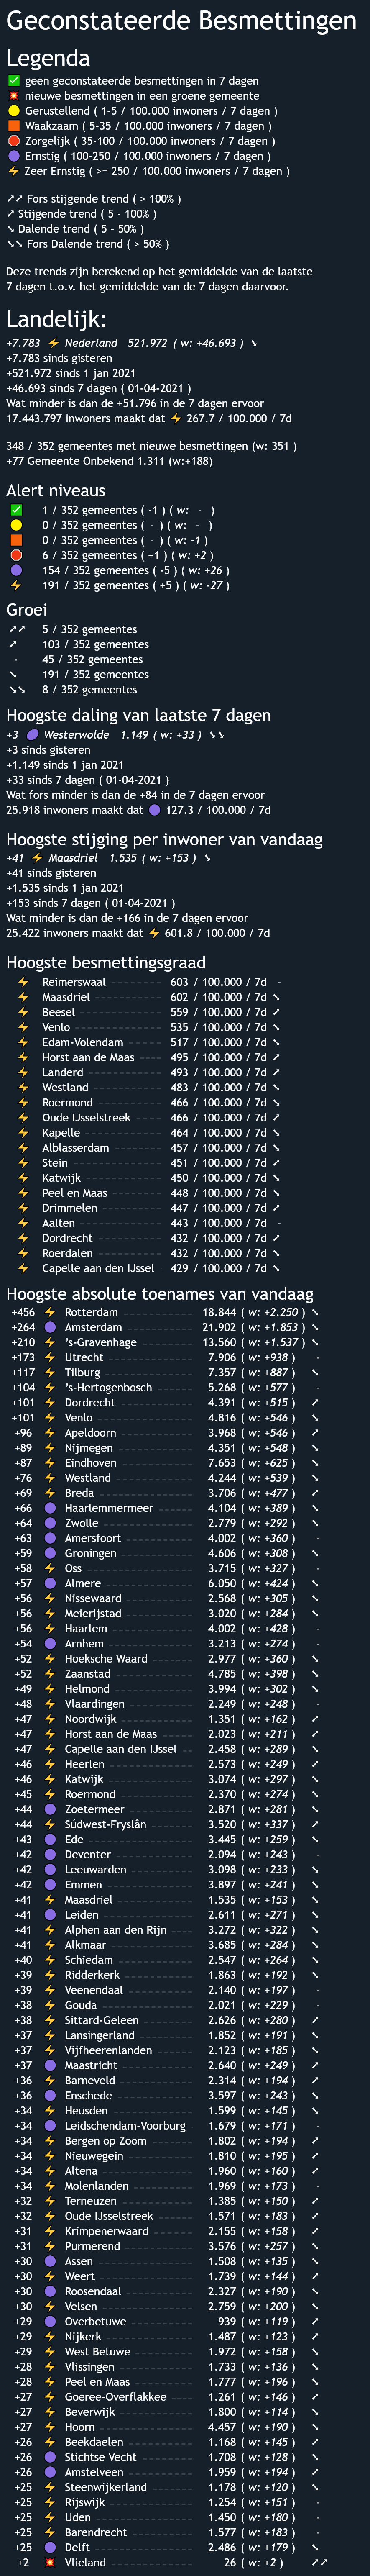 Geconstateerde Besmettingen
Legenda
✅ geen geconstateerde besmettingen in 7 dagen
💥 nieuwe besmettingen in een groene gemeente
🟡 Gerustellend ( 1-5 / 100.000 inwoners / 7 dagen )
🟧 Waakzaam ( 5-35 / 100.000 inwoners / 7 dagen )
🛑 Zorgelijk ( 35-100 / 100.000 inwoners / 7 dagen )
🟣 Ernstig ( 100-250 / 100.000 inwoners / 7 dagen )
⚡ Zeer Ernstig ( >= 250 / 100.000 inwoners / 7 dagen )
↗↗ Fors stijgende trend ( > 100% )
↗ Stijgende trend ( 5 - 100% )
↘ Dalende trend ( 5 - 50% )
↘↘ Fors Dalende trend ( > 50% )
Deze trends zijn berekend op het gemiddelde van de laatste
7 dagen t.o.v. het gemiddelde van de 7 dagen daarvoor.
Landelijk:
+7.783 ⚡ Nederland 521.972 ( w: +46.693 ) ↘
+7.783 sinds gisteren
+521.972 sinds 1 jan 2021
+46.693 sinds 7 dagen ( 01-04-2021 )
Wat minder is dan de +51.796 in de 7 dagen ervoor
17.443.797 inwoners maakt dat ⚡ 267.7 / 100.000 / 7d
348 / 352 gemeentes met nieuwe besmettingen (w: 351 )
+77 Gemeente Onbekend 1.311 (w:+188)
Alert niveaus
✅ 1 / 352 gemeentes ( -1 ) ( w: - )
🟡 0 / 352 gemeentes ( - ) ( w: - )
🟧 0 / 352 gemeentes ( - ) ( w: -1 )
🛑 6 / 352 gemeentes ( +1 ) ( w: +2 )
🟣 154 / 352 gemeentes ( -5 ) ( w: +26 )
⚡ 191 / 352 gemeentes ( +5 ) ( w: -27 )
Groei
↗↗ 5 / 352 gemeentes
↗ 103 / 352 gemeentes
- 45 / 352 gemeentes
↘ 191 / 352 gemeentes
↘↘ 8 / 352 gemeentes
Hoogste daling van laatste 7 dagen
+3 🟣 Westerwolde 1.149 ( w: +33 ) ↘↘
+3 sinds gisteren
+1.149 sinds 1 jan 2021
+33 sinds 7 dagen ( 01-04-2021 )
Wat fors minder is dan de +84 in de 7 dagen ervoor
25.918 inwoners maakt dat 🟣 127.3 / 100.000 / 7d
Hoogste stijging per inwoner van vandaag
+41 ⚡ Maasdriel 1.535 ( w: +153 ) ↘
+41 sinds gisteren
+1.535 sinds 1 jan 2021
+153 sinds 7 dagen ( 01-04-2021 )
Wat minder is dan de +166 in de 7 dagen ervoor
25.422 inwoners maakt dat ⚡ 601.8 / 100.000 / 7d
Hoogste besmettingsgraad
⚡ Reimerswaal 603 / 100.000 / 7d -
⚡ Maasdriel 602 / 100.000 / 7d ↘
⚡ Beesel 559 / 100.000 / 7d ↗
⚡ Venlo 535 / 100.000 / 7d ↘
⚡ Edam-Volendam 517 / 100.000 / 7d ↘
⚡ Horst aan de Maas 495 / 100.000 / 7d ↗
⚡ Landerd 493 / 100.000 / 7d ↗
⚡ Westland 483 / 100.000 / 7d ↘
⚡ Roermond 466 / 100.000 / 7d ↘
⚡ Oude IJsselstreek 466 / 100.000 / 7d ↗
⚡ Kapelle 464 / 100.000 / 7d ↘
⚡ Alblasserdam 457 / 100.000 / 7d ↘
⚡ Stein 451 / 100.000 / 7d ↗
⚡ Katwijk 450 / 100.000 / 7d ↘
⚡ Peel en Maas 448 / 100.000 / 7d ↘
⚡ Drimmelen 447 / 100.000 / 7d ↗
⚡ Aalten 443 / 100.000 / 7d -
⚡ Dordrecht 432 / 100.000 / 7d ↗
⚡ Roerdalen 432 / 100.000 / 7d ↘
⚡ Capelle aan den IJssel 429 / 100.000 / 7d ↘
Hoogste absolute toenames van vandaag
+456 ⚡ Rotterdam 18.844 ( w: +2.250 ) ↘
+264 🟣 Amsterdam 21.902 ( w: +1.853 ) ↘
+210 ⚡ 's-Gravenhage 13.560 ( w: +1.537 ) ↘
+173 ⚡ Utrecht 7.906 ( w: +938 ) -
+117 ⚡ Tilburg 7.357 ( w: +887 ) ↘
+104 ⚡ 's-Hertogenbosch 5.268 ( w: +577 ) -
+101 ⚡ Dordrecht 4.391 ( w: +515 ) ↗
+101 ⚡ Venlo 4.816 ( w: +546 ) ↘
+96 ⚡ Apeldoorn 3.968 ( w: +546 ) ↗
+89 ⚡ Nijmegen 4.351 ( w: +548 ) ↘
+87 ⚡ Eindhoven 7.653 ( w: +625 ) ↘
+76 ⚡ Westland 4.244 ( w: +539 ) ↘
+69 ⚡ Breda 3.706 ( w: +477 ) ↗
+66 🟣 Haarlemmermeer 4.104 ( w: +389 ) ↘
+64 🟣 Zwolle 2.779 ( w: +292 ) ↘
+63 🟣 Amersfoort 4.002 ( w: +360 ) -
+59 🟣 Groningen 4.606 ( w: +308 ) ↘
+58 ⚡ Oss 3.715 ( w: +327 ) -
+57 🟣 Almere 6.050 ( w: +424 ) ↘
+56 ⚡ Nissewaard 2.568 ( w: +305 ) ↘
+56 ⚡ Meierijstad 3.020 ( w: +284 ) ↘
+56 ⚡ Haarlem 4.002 ( w: +428 ) -
+54 🟣 Arnhem 3.213 ( w: +274 ) -
+52 ⚡ Hoeksche Waard 2.977 ( w: +360 ) ↘
+52 ⚡ Zaanstad 4.785 ( w: +398 ) ↘
+49 ⚡ Helmond 3.994 ( w: +302 ) ↘
+48 ⚡ Vlaardingen 2.249 ( w: +248 ) -
+47 ⚡ Noordwijk 1.351 ( w: +162 ) ↗
+47 ⚡ Horst aan de Maas 2.023 ( w: +211 ) ↗
+47 ⚡ Capelle aan den IJssel 2.458 ( w: +289 ) ↘
+46 ⚡ Heerlen 2.573 ( w: +249 ) ↗
+46 ⚡ Katwijk 3.074 ( w: +297 ) ↘
+45 ⚡ Roermond 2.370 ( w: +274 ) ↘
+44 🟣 Zoetermeer 2.871 ( w: +281 ) ↘
+44 ⚡ Súdwest-Fryslân 3.520 ( w: +337 ) ↗
+43 🟣 Ede 3.445 ( w: +259 ) ↘
+42 🟣 Deventer 2.094 ( w: +243 ) -
+42 🟣 Leeuwarden 3.098 ( w: +233 ) ↘
+42 🟣 Emmen 3.897 ( w: +241 ) ↘
+41 ⚡ Maasdriel 1.535 ( w: +153 ) ↘
+41 🟣 Leiden 2.611 ( w: +271 ) ↘
+41 ⚡ Alphen aan den Rijn 3.272 ( w: +322 ) ↘
+41 ⚡ Alkmaar 3.685 ( w: +284 ) ↘
+40 ⚡ Schiedam 2.547 ( w: +264 ) ↘
+39 ⚡ Ridderkerk 1.863 ( w: +192 ) ↘
+39 ⚡ Veenendaal 2.140 ( w: +197 ) -
+38 ⚡ Gouda 2.021 ( w: +229 ) -
+38 ⚡ Sittard-Geleen 2.626 ( w: +280 ) ↗
+37 ⚡ Lansingerland 1.852 ( w: +191 ) ↘
+37 ⚡ Vijfheerenlanden 2.123 ( w: +185 ) ↘
+37 🟣 Maastricht 2.640 ( w: +249 ) ↗
+36 ⚡ Barneveld 2.314 ( w: +194 ) ↗
+36 🟣 Enschede 3.597 ( w: +243 ) ↘
+34 ⚡ Heusden 1.599 ( w: +145 ) ↘
+34 🟣 Leidschendam-Voorburg 1.679 ( w: +171 ) -
+34 ⚡ Bergen op Zoom 1.802 ( w: +194 ) ↗
+34 ⚡ Nieuwegein 1.810 ( w: +195 ) ↗
+34 ⚡ Altena 1.960 ( w: +160 ) ↗
+34 ⚡ Molenlanden 1.969 ( w: +173 ) -
+32 ⚡ Terneuzen 1.385 ( w: +150 ) ↗
+32 ⚡ Oude IJsselstreek 1.571 ( w: +183 ) ↗
+31 ⚡ Krimpenerwaard 2.155 ( w: +158 ) ↗
+31 ⚡ Purmerend 3.576 ( w: +257 ) ↘
+30 🟣 Assen 1.508 ( w: +135 ) ↘
+30 ⚡ Weert 1.739 ( w: +144 ) ↗
+30 🟣 Roosendaal 2.327 ( w: +190 ) ↘
+30 ⚡ Velsen 2.759 ( w: +200 ) ↘
+29 🟣 Overbetuwe 939 ( w: +119 ) ↗
+29 ⚡ Nijkerk 1.487 ( w: +123 ) ↗
+29 ⚡ West Betuwe 1.972 ( w: +158 ) ↘
+28 ⚡ Vlissingen 1.733 ( w: +136 ) ↘
+28 ⚡ Peel en Maas 1.777 ( w: +196 ) ↘
+27 ⚡ Goeree-Overflakkee 1.261 ( w: +146 ) ↗
+27 ⚡ Beverwijk 1.800 ( w: +114 ) ↘
+27 ⚡ Hoorn 4.457 ( w: +190 ) ↘
+26 ⚡ Beekdaelen 1.168 ( w: +145 ) ↗
+26 🟣 Stichtse Vecht 1.708 ( w: +128 ) ↘
+26 🟣 Amstelveen 1.959 ( w: +194 ) ↗
+25 ⚡ Steenwijkerland 1.178 ( w: +120 ) ↘
+25 ⚡ Rijswijk 1.254 ( w: +151 ) -
+25 ⚡ Uden 1.450 ( w: +180 ) -
+25 ⚡ Barendrecht 1.577 ( w: +183 ) -
+25 🟣 Delft 2.486 ( w: +179 ) ↘
+2 💥 Vlieland 26 ( w: +2 ) ↗↗